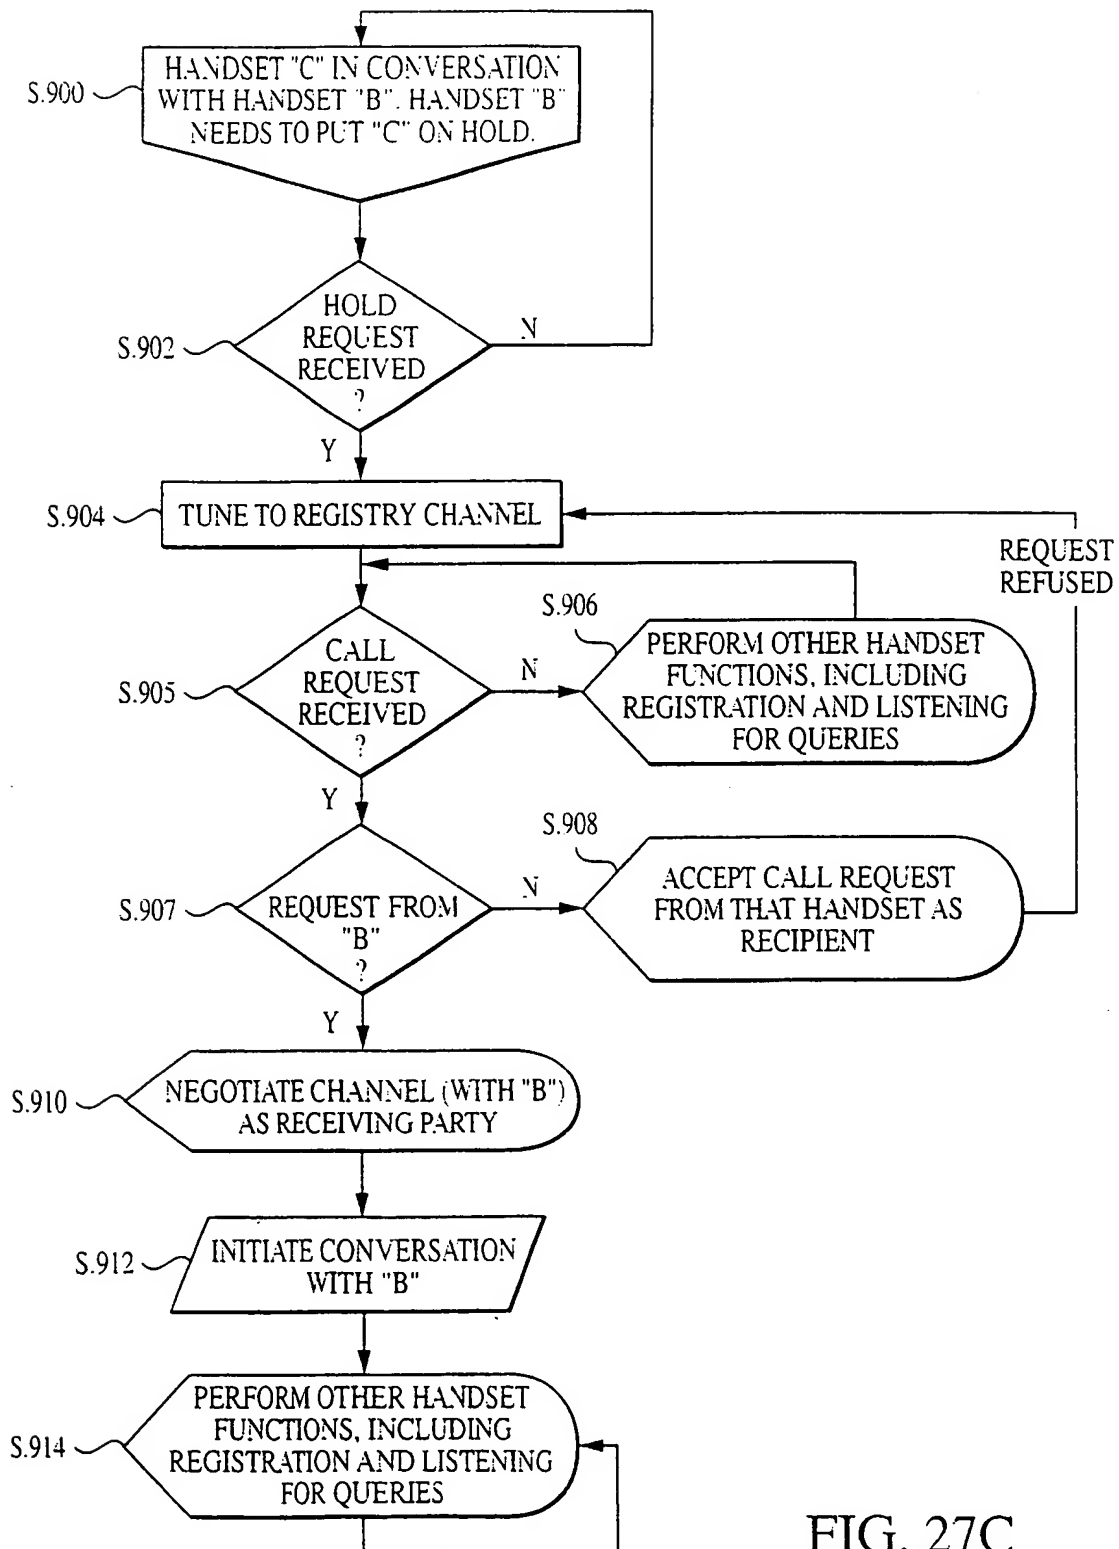 S.900
HANDSET "C" IN CONVERSATION
WITH HANDSET "B". HANDSET "B"
NEEDS TO PUT "C" ON HOLD.
S.902
HOLD
REQUEST
RECEIVED
?
N
Y
S.904
TUNE TO REGISTRY CHANNEL
REQUEST
REFUSED
S.905
CALL
REQUEST
RECEIVED
?
N
Y
S.906
PERFORM OTHER HANDSET
FUNCTIONS, INCLUDING
REGISTRATION AND LISTENING
FOR QUERIES
S.907
REQUEST FROM
"B"
?
N
Y
S.908
ACCEPT CALL REQUEST
FROM THAT HANDSET AS
RECIPIENT
S.910
NEGOTIATE CHANNEL (WITH "B")
AS RECEIVING PARTY
S.912
INITIATE CONVERSATION
WITH "B"
S.914
PERFORM OTHER HANDSET
FUNCTIONS, INCLUDING
REGISTRATION AND LISTENING
FOR QUERIES
FIG. 27C